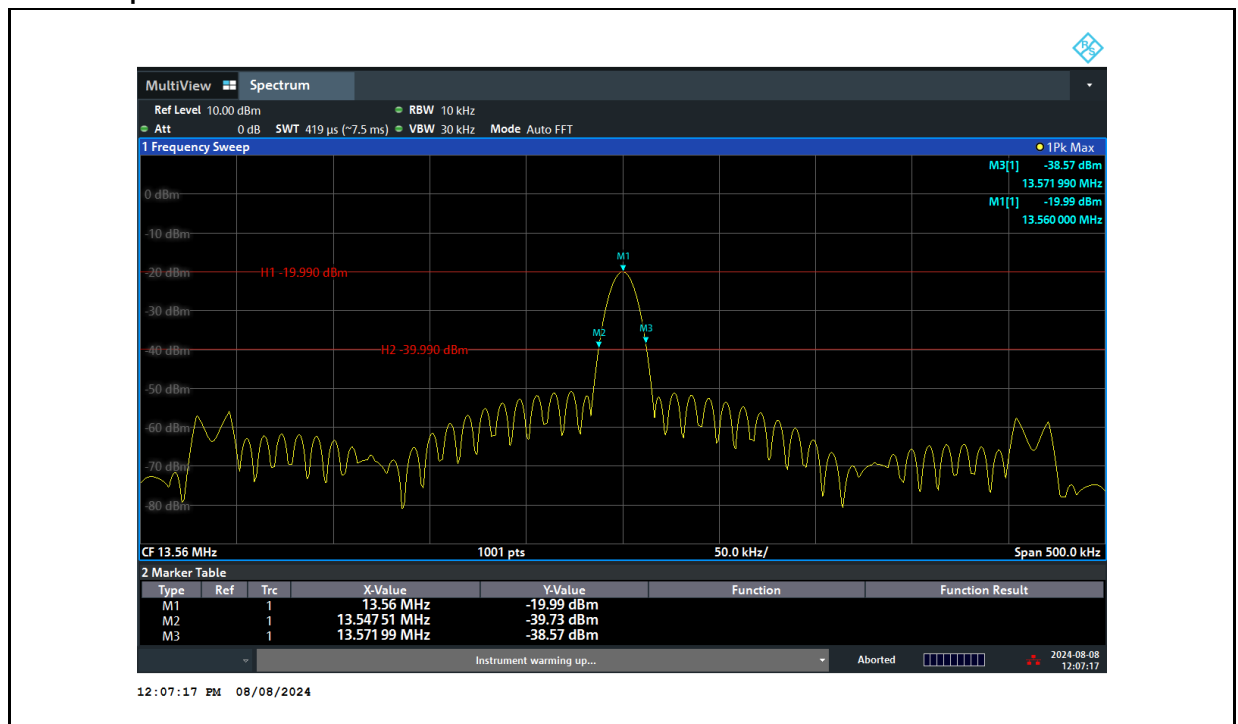 R&S
MultiView Spectrum
Ref Level 10.00 dBm RBW 10 kHz
Att 0 dB SWT 419 µs (~7.5 ms) VBW 30 kHz Mode Auto FFT
1 Frequency Sweep 1Pk Max
M3[1] -38.57 dBm
13.571 990 MHz
M1[1] -19.99 dBm
13.560 000 MHz
0 dBm
-10 dBm
M1
-20 dBm H1 -19.990 dBm
-30 dBm
M2 M3
-40 dBm H2 -39.990 dBm
-50 dBm
-60 dBm
-70 dBm
-80 dBm
CF 13.56 MHz 1001 pts 50.0 kHz/ Span 500.0 kHz
2 Marker Table
Type Ref Trc X-Value Y-Value Function Function Result
M1 1 13.56 MHz -19.99 dBm
M2 1 13.547 51 MHz -39.73 dBm
M3 1 13.571 99 MHz -38.57 dBm
Instrument warming up... Aborted 2024-08-08
12:07:17
12:07:17 PM 08/08/2024